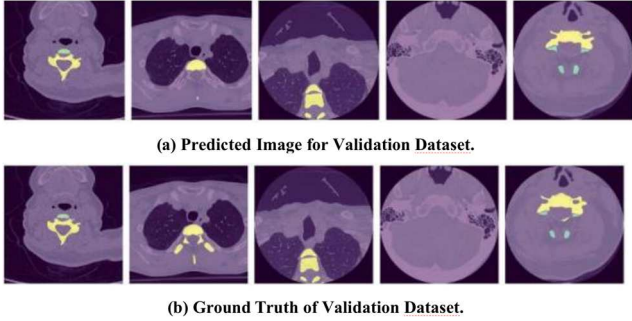 (a) Predicted Image for Validation Dataset.
(b) Ground Truth of Validation Dataset.